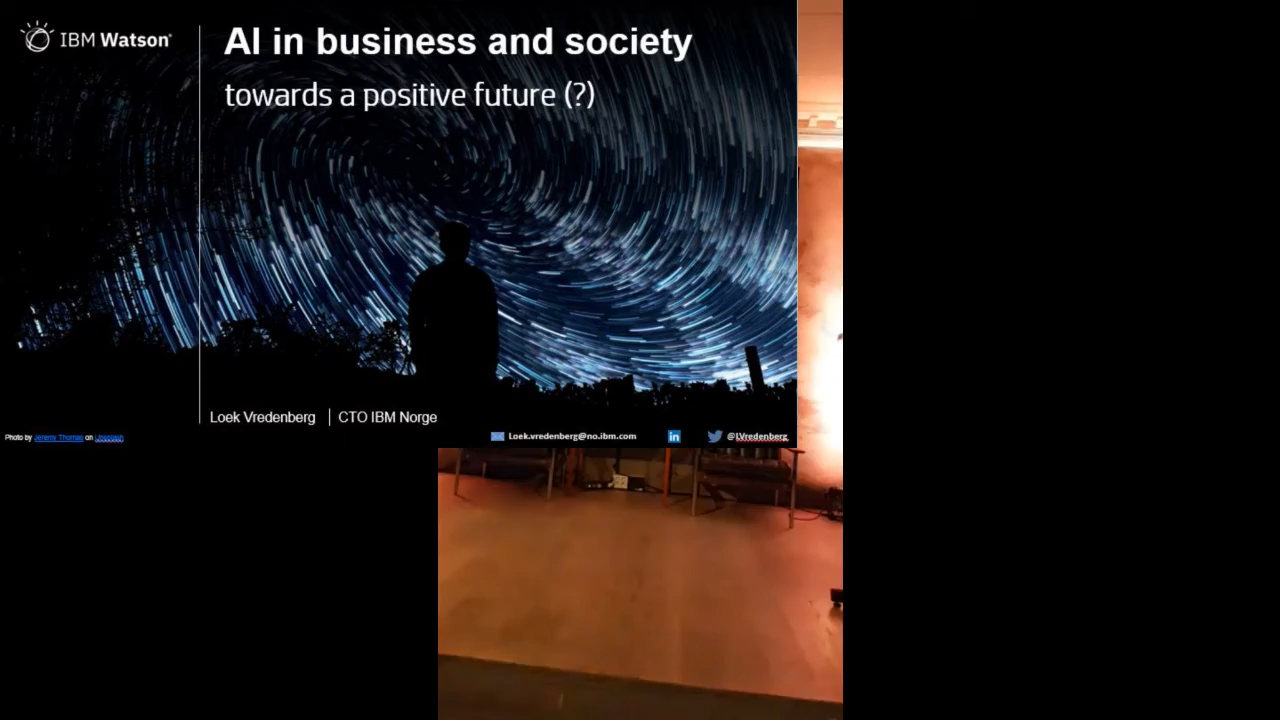 IBM Watson®
AI in business and society
towards a positive future (?)
Loek Vredenberg | CTO IBM Norge
Photo by Jeremy Thomas on Unsplash
Loek.vredenberg@no.ibm.com
in
@LVredenberg